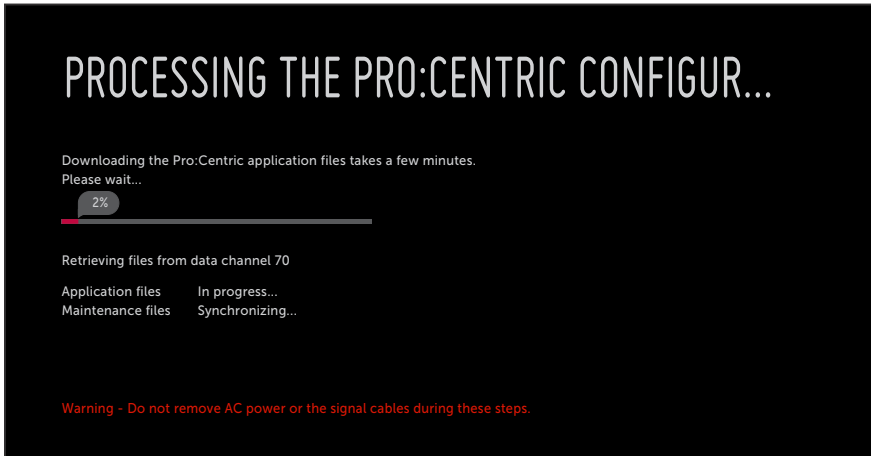 PROCESSING THE PRO:CENTRIC CONFIGUR...
Downloading the Pro:Centric application files takes a few minutes.
Please wait...
2%
Retrieving files from data channel 70
Application files In progress...
Maintenance files Synchronizing...
Warning - Do not remove AC power or the signal cables during these steps.